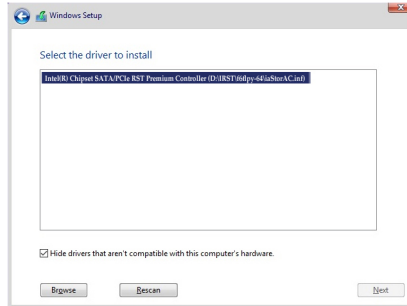 Windows Setup
Select the driver to install
Intel(R) Chipset SATA/PCIe RST Premium Controller (D:\IRST\f6flpy-64\iaStorAC.inf)
Hide drivers that aren't compatible with this computer's hardware.
Browse Rescan Next